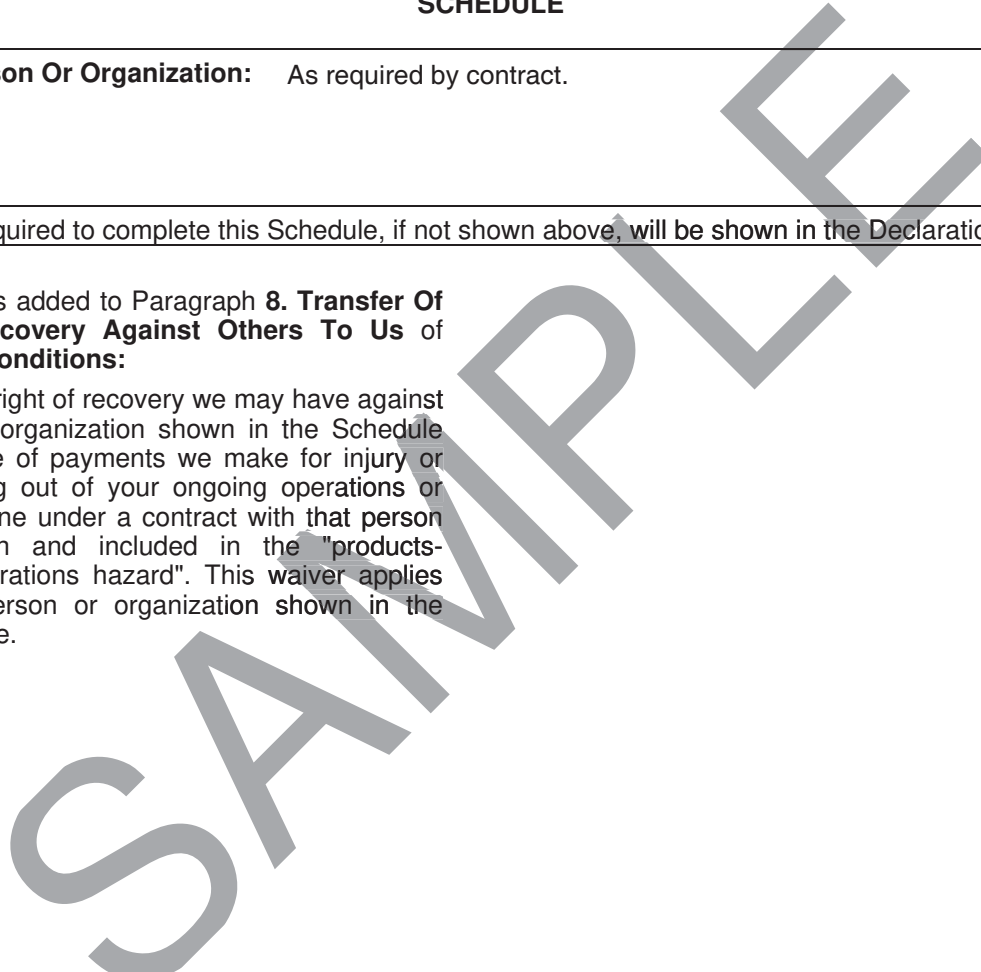 SCHEDULE
son Or Organization: As required by contract.
quired to complete this Schedule, if not shown above, will be shown in the Declaratio
s added to Paragraph 8. Transfer Of
covery Against Others To Us of
onditions:
right of recovery we may have against
organization shown in the Schedule
e of payments we make for injury or
g out of your ongoing operations or
ne under a contract with that person
n and included in the "products-
rations hazard". This waiver applies
erson or organization shown in the
e.
SAMPLE